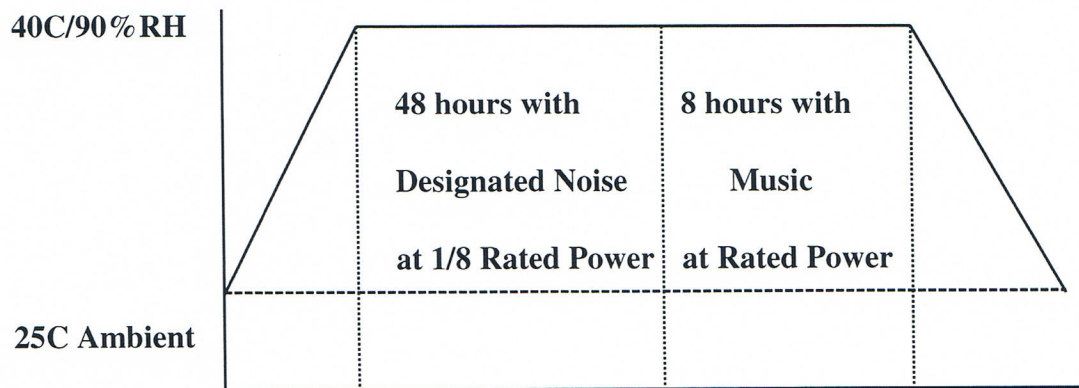 40C/90%RH
48 hours with
Designated Noise
at 1/8 Rated Power
8 hours with
Music
at Rated Power
25C Ambient